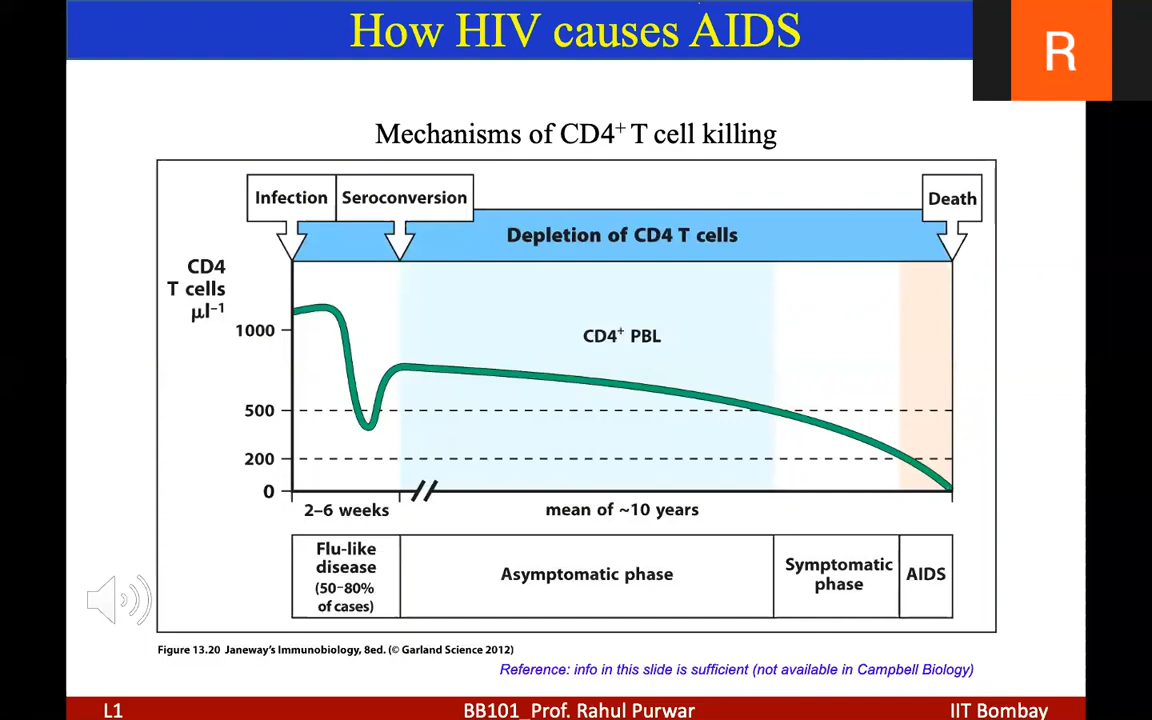 How HIV causes AIDS
R
Mechanisms of CD4⁺ T cell killing
Infection
Seroconversion
Death
Depletion of CD4 T cells
CD4
T cells
μl⁻¹
1000
CD4⁺ PBL
500
200
0
2–6 weeks
mean of ~10 years
Flu-like
disease
(50–80%
of cases)
Asymptomatic phase
Symptomatic
phase
AIDS
Figure 13.20 Janeway's Immunobiology, 8ed. (© Garland Science 2012)
Reference: info in this slide is sufficient (not available in Campbell Biology)
L1
BB101_Prof. Rahul Purwar
IIT Bombay